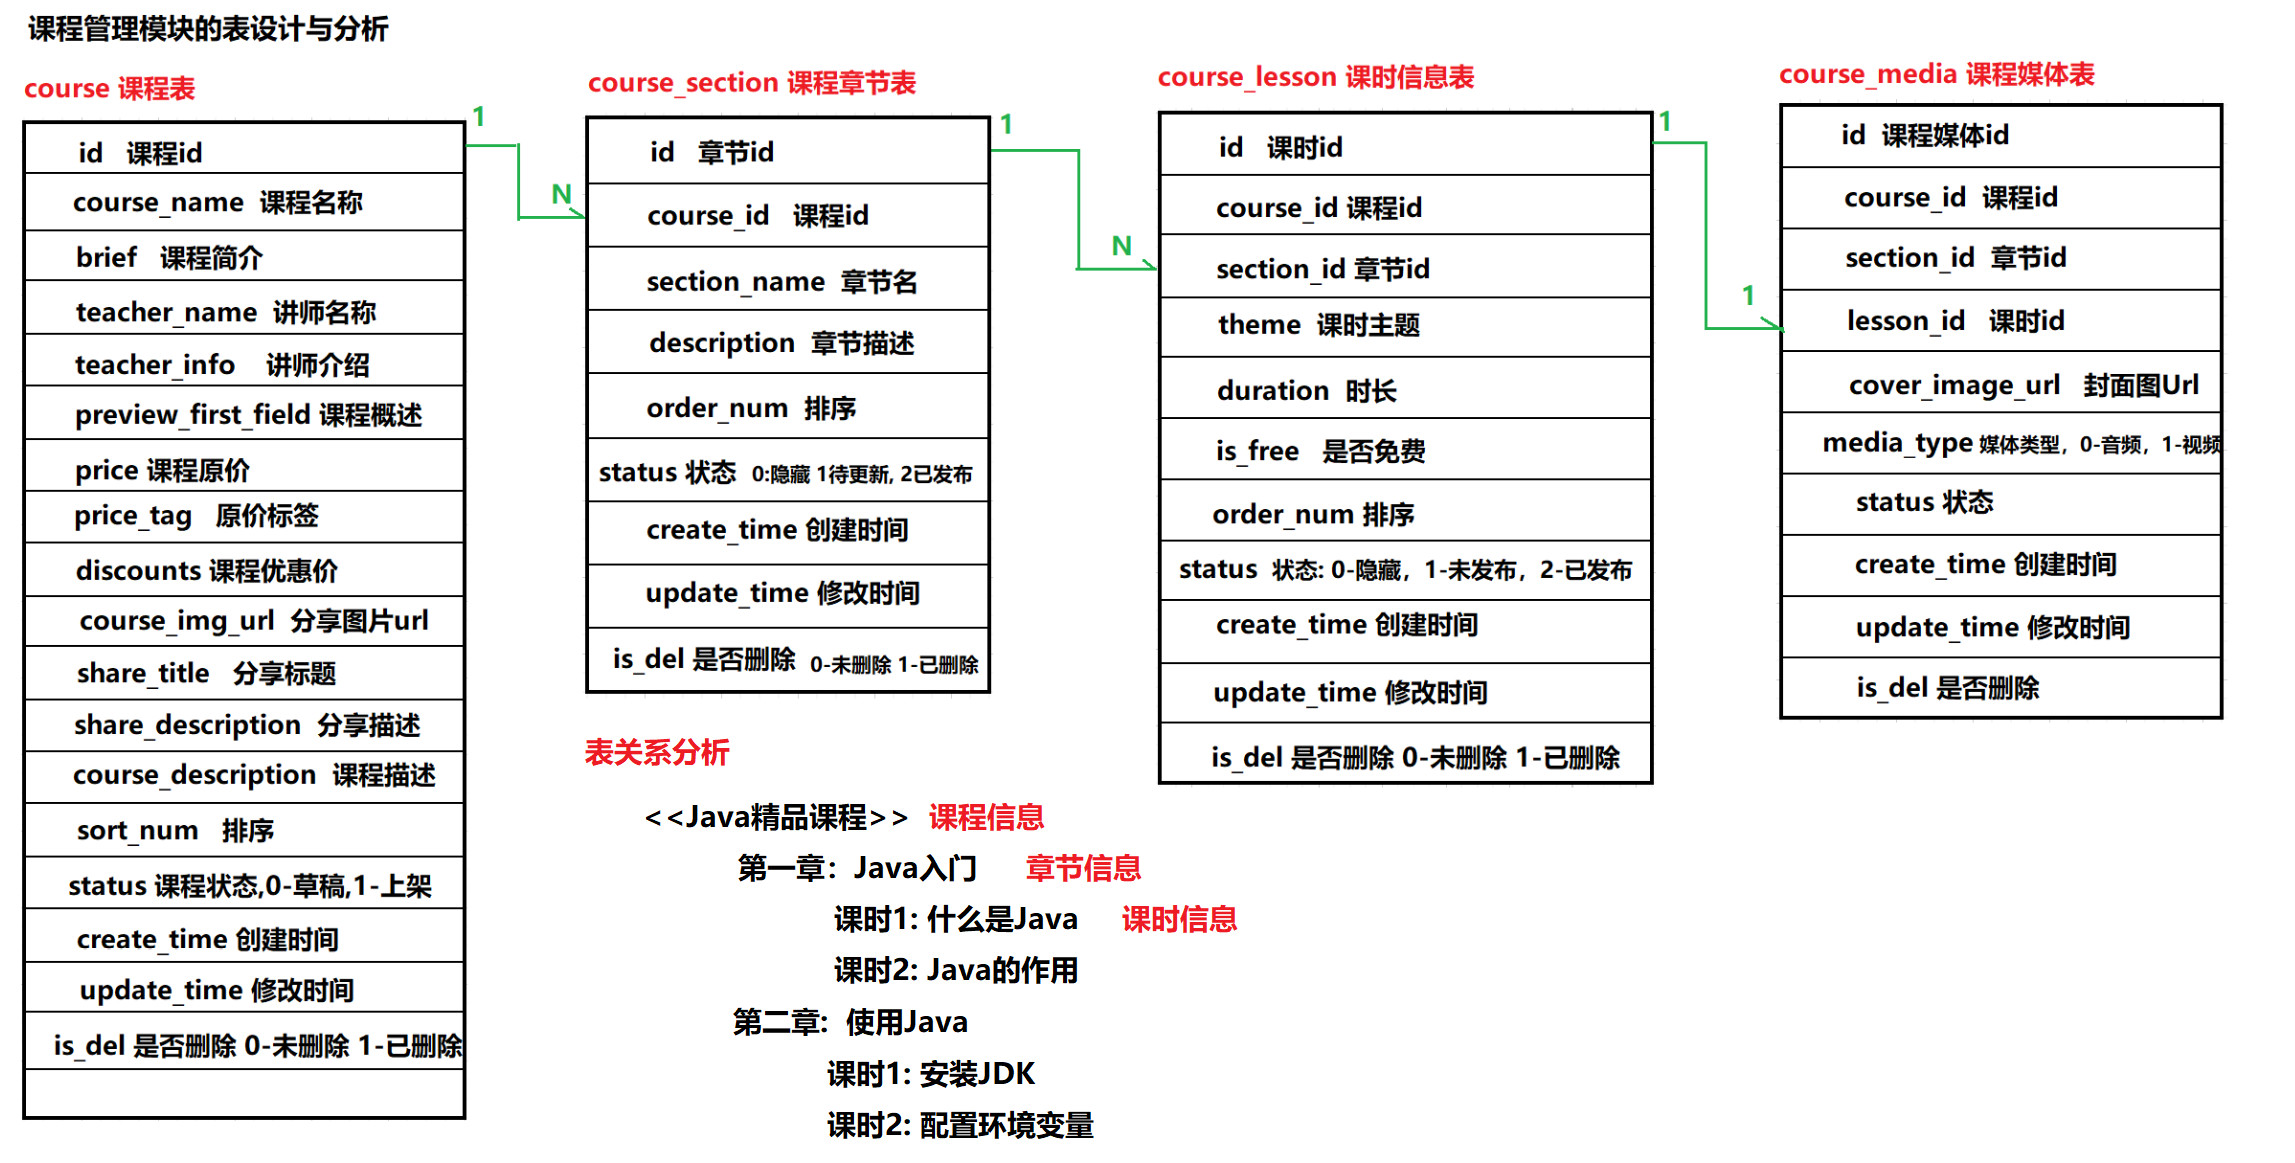 课程管理模块的表设计与分析
course 课程表
1
id 课程id
course_name 课程名称
brief 课程简介
teacher_name 讲师名称
teacher_info 讲师介绍
preview_first_field 课程概述
price 课程原价
price_tag 原价标签
discounts 课程优惠价
course_img_url 分享图片url
share_title 分享标题
share_description 分享描述
course_description 课程描述
sort_num 排序
status 课程状态,0-草稿,1-上架
create_time 创建时间
update_time 修改时间
is_del 是否删除 0-未删除 1-已删除
course_section 课程章节表
N
1
id 章节id
course_id 课程id
section_name 章节名
description 章节描述
order_num 排序
status 状态 0:隐藏 1待更新, 2已发布
create_time 创建时间
update_time 修改时间
is_del 是否删除 0-未删除 1-已删除
course_lesson 课时信息表
N
1
id 课时id
course_id 课程id
section_id 章节id
theme 课时主题
duration 时长
is_free 是否免费
order_num 排序
status 状态: 0-隐藏，1-未发布，2-已发布
create_time 创建时间
update_time 修改时间
is_del 是否删除 0-未删除 1-已删除
course_media 课程媒体表
1
id 课程媒体id
course_id 课程id
section_id 章节id
lesson_id 课时id
cover_image_url 封面图Url
media_type 媒体类型，0-音频，1-视频
status 状态
create_time 创建时间
update_time 修改时间
is_del 是否删除
表关系分析
<<Java精品课程>> 课程信息
第一章：Java入门 章节信息
课时1: 什么是Java 课时信息
课时2: Java的作用
第二章: 使用Java
课时1: 安装JDK
课时2: 配置环境变量